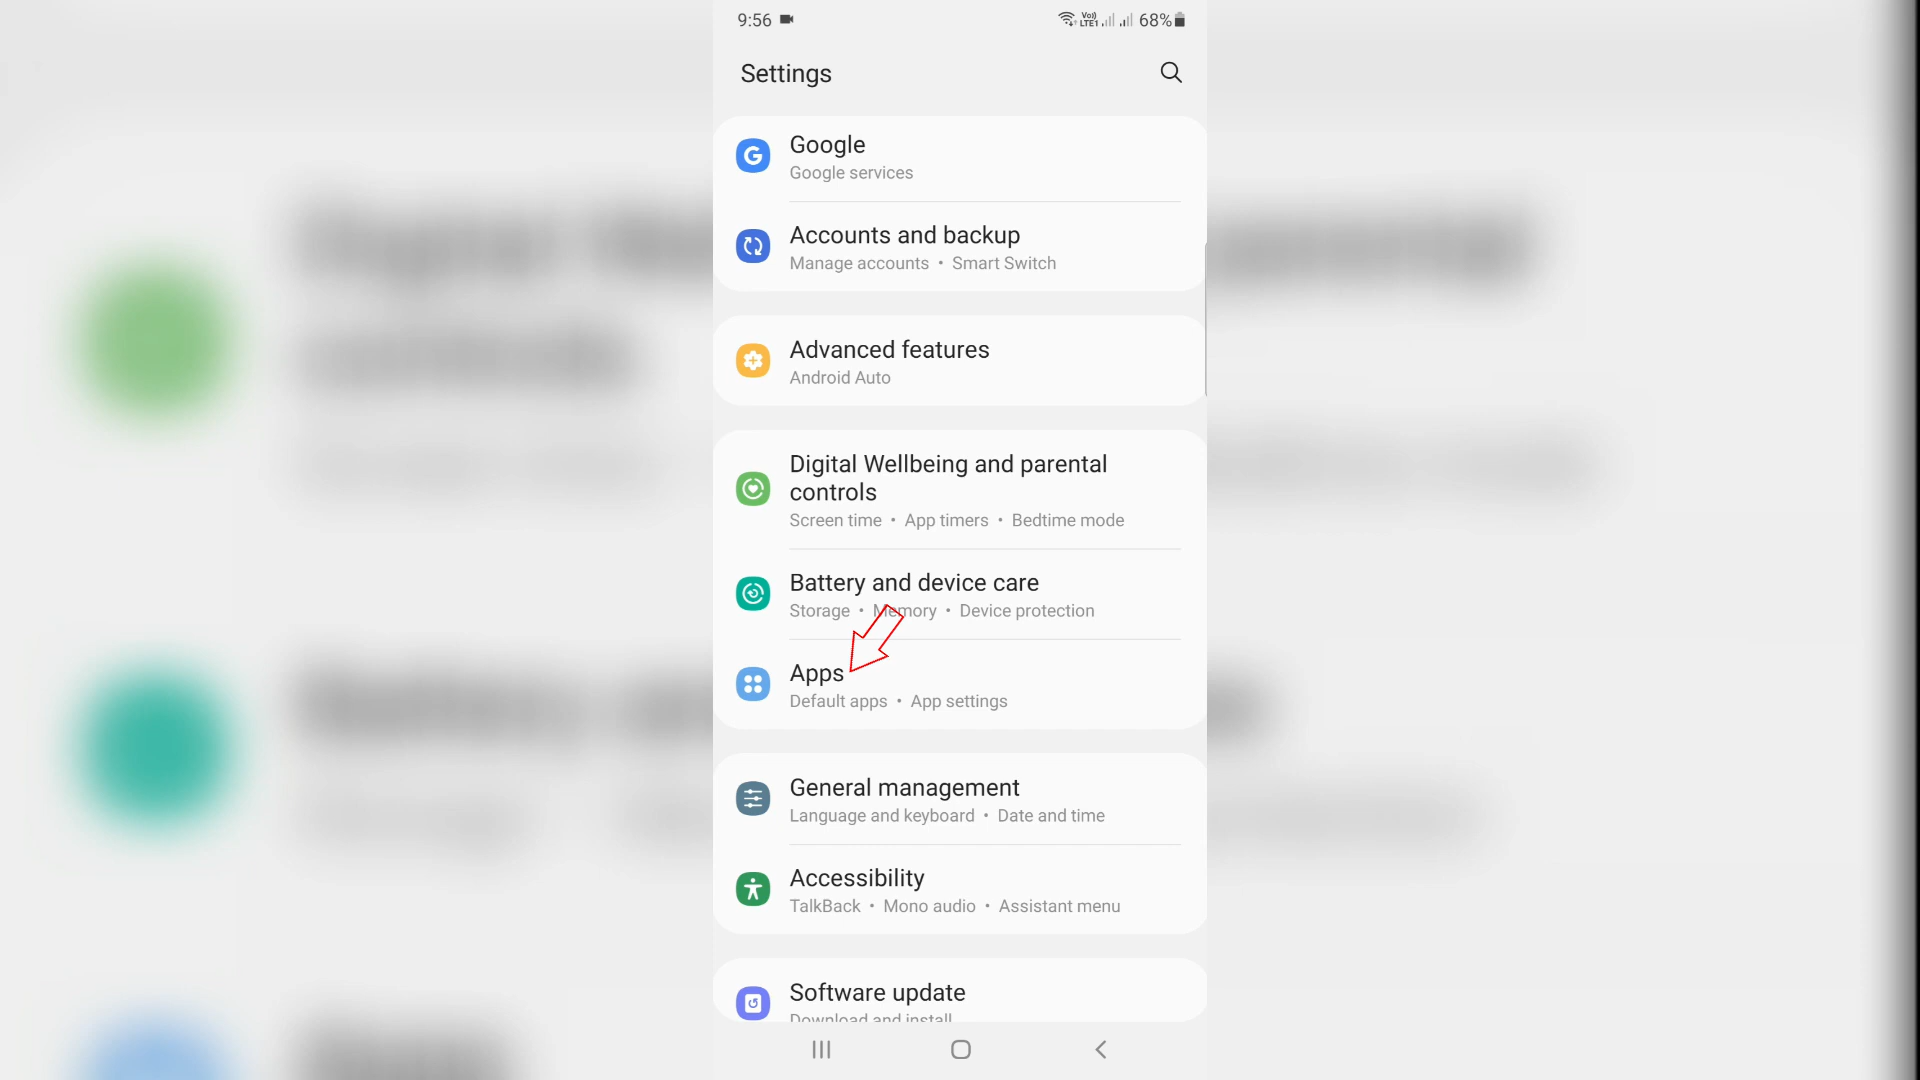 9:56
Vo)) LTE1 68%
Settings
Google
Google services
Accounts and backup
Manage accounts • Smart Switch
Advanced features
Android Auto
Digital Wellbeing and parental
controls
Screen time • App timers • Bedtime mode
Battery and device care
Storage • Memory • Device protection
Apps
Default apps • App settings
General management
Language and keyboard • Date and time
Accessibility
TalkBack • Mono audio • Assistant menu
Software update
Download and install